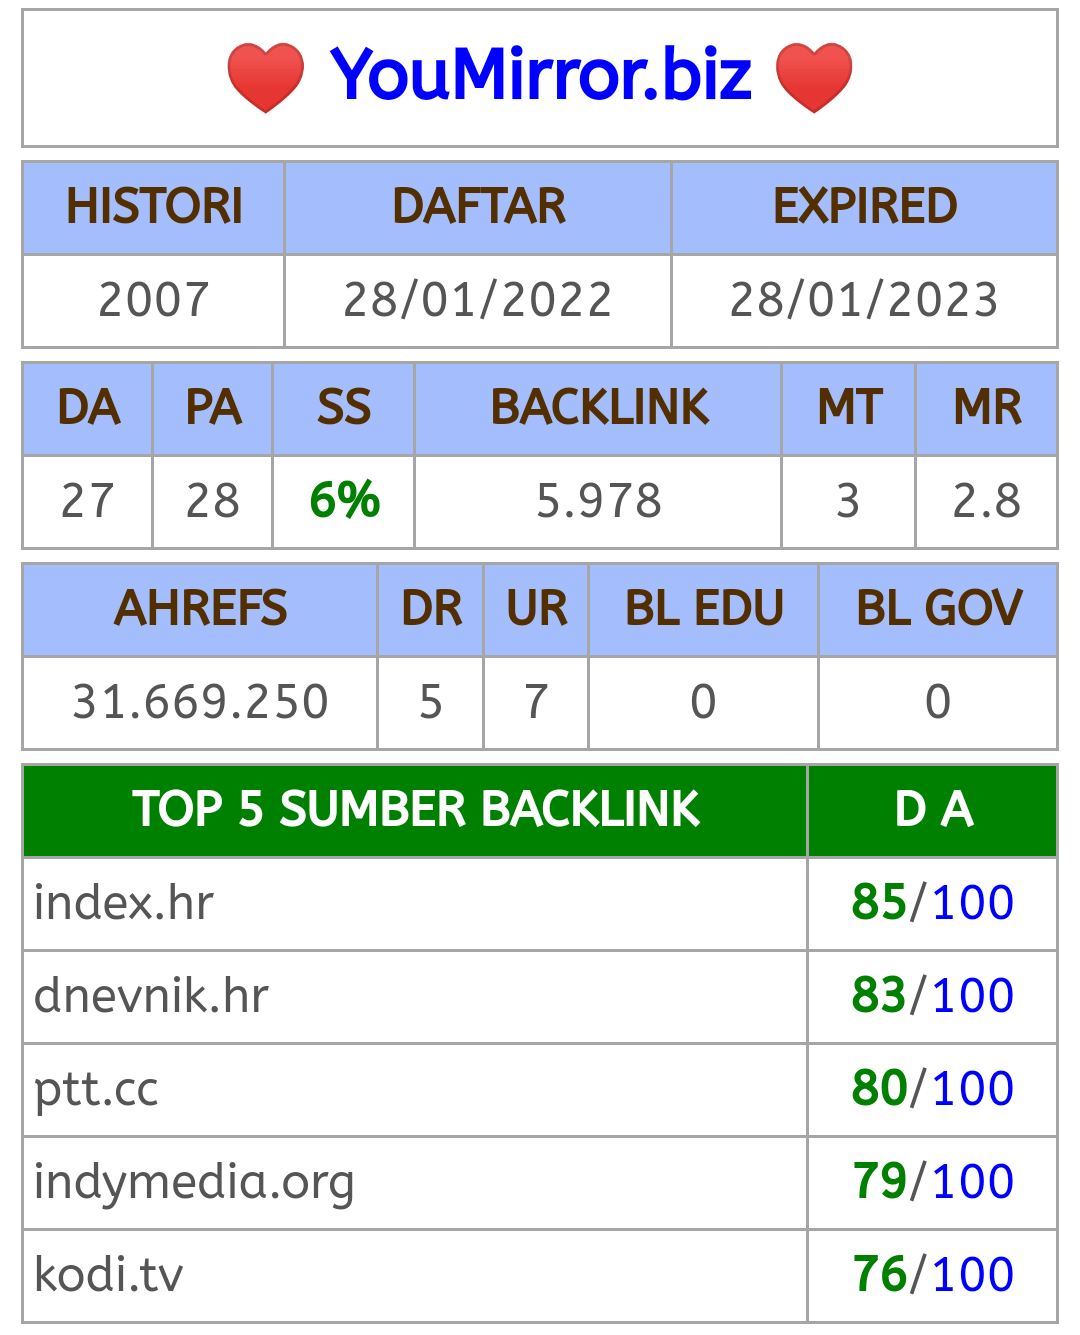 YouMirror.biz
HISTORI DAFTAR EXPIRED
2007 28/01/2022 28/01/2023
DA PA SS BACKLINK MT MR
27 28 6% 5.978 3 2.8
AHREFS DR UR BL EDU BL GOV
31.669.250 5 7 0 0
TOP 5 SUMBER BACKLINK D A
index.hr 85/100
dnevnik.hr 83/100
ptt.cc 80/100
indymedia.org 79/100
kodi.tv 76/100